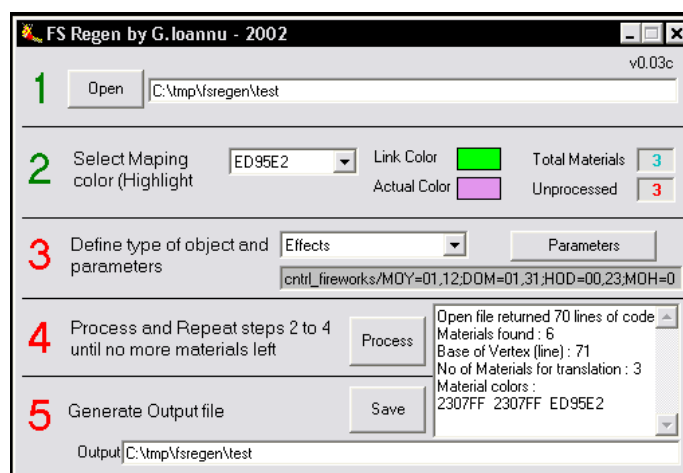 FS Regen by G.Ioannu - 2002
v0.03c
1 Open C:\tmp\fsregen\test
2 Select Maping color (Highlight
ED95E2
Link Color
Actual Color
Total Materials 3
Unprocessed 3
3 Define type of object and parameters
Effects
Parameters
cntrl_fireworks/MOY=01,12;DOM=01,31;HOD=00,23;MOH=0
4 Process and Repeat steps 2 to 4 until no more materials left
Process
Open file returned 70 lines of code
Materials found : 6
Base of Vertex (line) : 71
No of Materials for translation : 3
Material colors :
2307FF 2307FF ED95E2
5 Generate Output file
Save
Output C:\tmp\fsregen\test